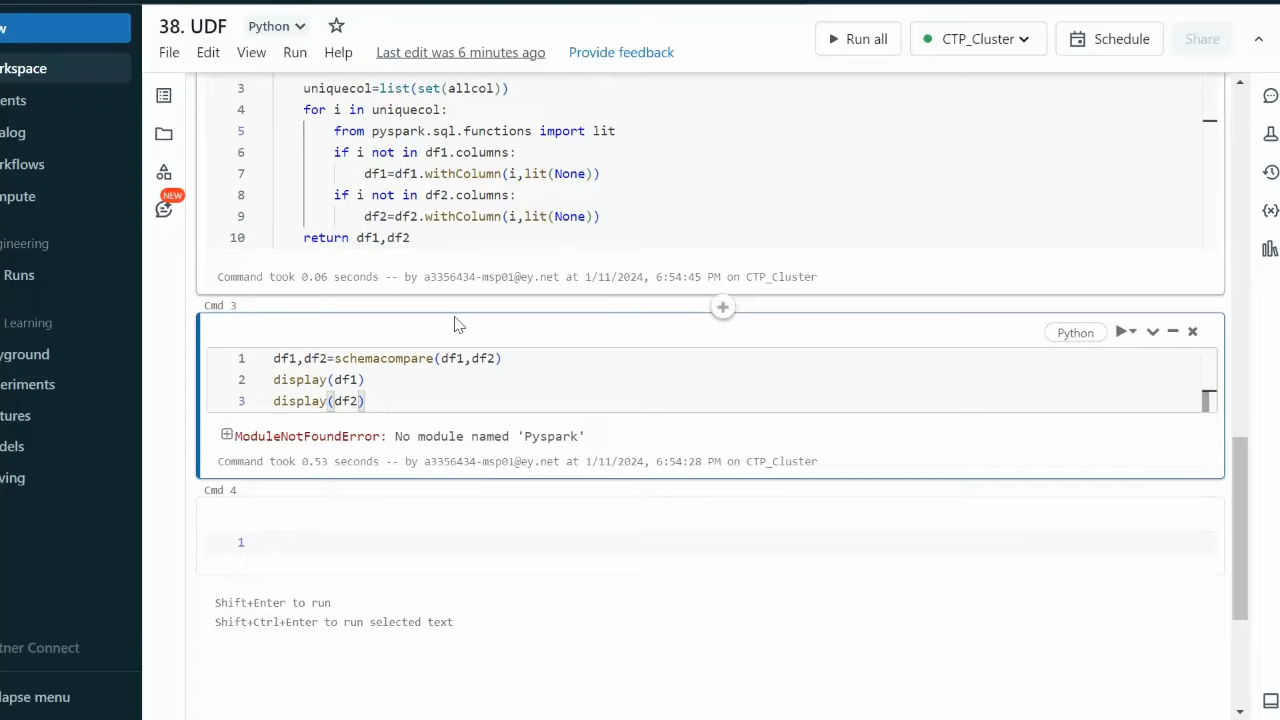 38. UDF
Python
File Edit View Run Help Last edit was 6 minutes ago Provide feedback
Run all
CTP_Cluster
Schedule
Share
w
kspace
ents
alog
rkflows
mpute
gineering
Runs
Learning
yground
eriments
tures
dels
ving
tner Connect
lapse menu
NEW
3 uniquecol=list(set(allcol))
4 for i in uniquecol:
5 from pyspark.sql.functions import lit
6 if i not in df1.columns:
7 df1=df1.withColumn(i,lit(None))
8 if i not in df2.columns:
9 df2=df2.withColumn(i,lit(None))
10 return df1,df2
Command took 0.06 seconds -- by a3356434-msp01@ey.net at 1/11/2024, 6:54:45 PM on CTP_Cluster
Cmd 3
Python
1 df1,df2=schemacompare(df1,df2)
2 display(df1)
3 display(df2)
ModuleNotFoundError: No module named 'Pyspark'
Command took 0.53 seconds -- by a3356434-msp01@ey.net at 1/11/2024, 6:54:28 PM on CTP_Cluster
Cmd 4
1
Shift+Enter to run
Shift+Ctrl+Enter to run selected text